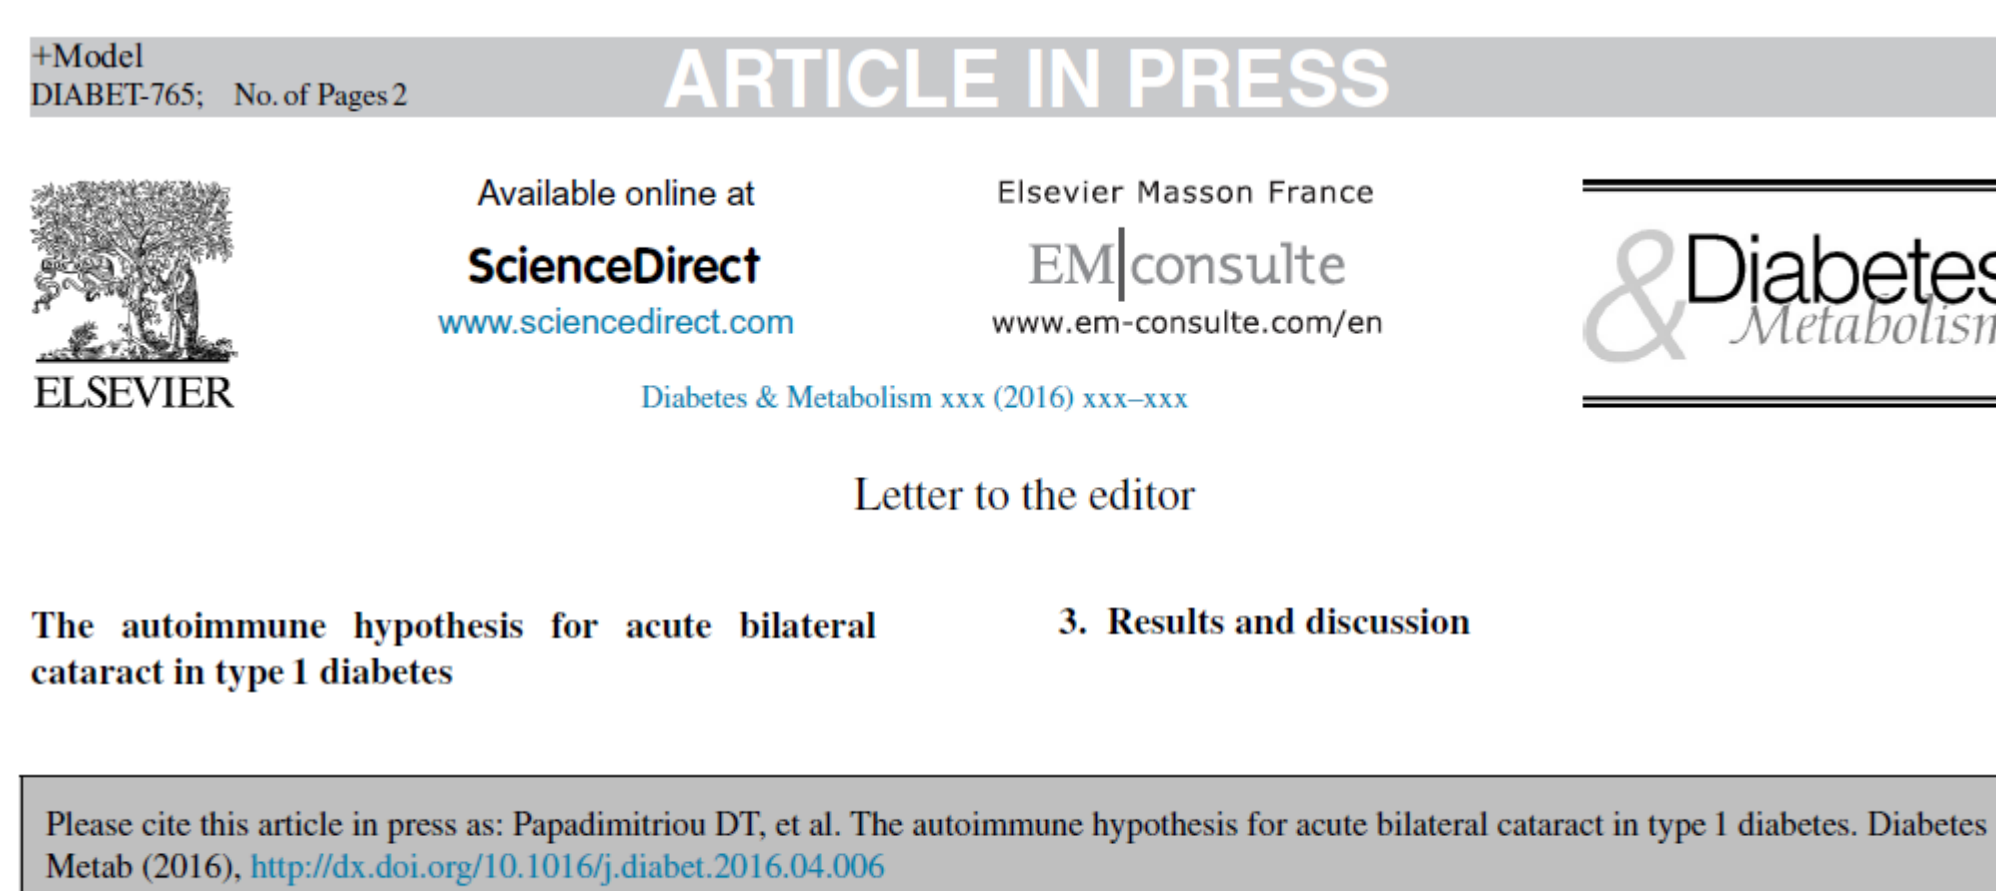 +Model
DIABET-765; No. of Pages 2
ARTICLE IN PRESS
ELSEVIER
Available online at
ScienceDirect
www.sciencedirect.com
Elsevier Masson France
EM|consulte
www.em-consulte.com/en
&Diabetes
Metabolism
Diabetes & Metabolism xxx (2016) xxx–xxx
Letter to the editor
The autoimmune hypothesis for acute bilateral
cataract in type 1 diabetes
3. Results and discussion
Please cite this article in press as: Papadimitriou DT, et al. The autoimmune hypothesis for acute bilateral cataract in type 1 diabetes. Diabetes
Metab (2016), http://dx.doi.org/10.1016/j.diabet.2016.04.006